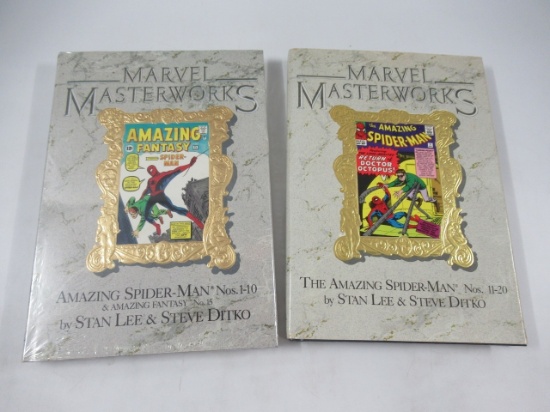 MARVEL
MASTERWORKS
AMAZING
FANTASY
SPIDER-
MAN
AMAZING SPIDER-MAN® NOS. 1-10
& AMAZING FANTASY® NO. 15
by STAN LEE & STEVE DITKO
MARVEL
MASTERWORKS
THE AMAZING
SPIDER-MAN
RETURN
DOCTOR
OCTOPUS!
THE AMAZING SPIDER-MAN® NOS. 11-20
by STAN LEE & STEVE DITKO